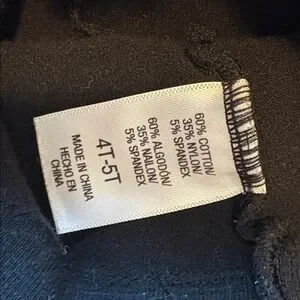 60% COTTON/
35% NYLON/
5% SPANDEX
60% ALGODÓN/
35% NAILON/
5% SPANDEX
4T-5T
MADE IN CHINA
HECHO EN
CHINA